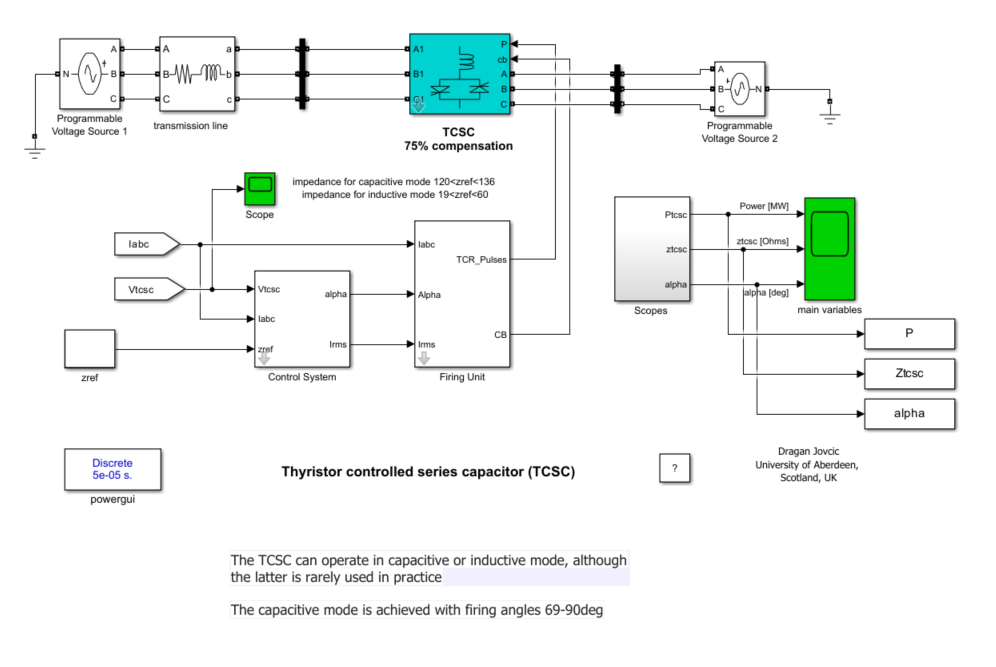 A
N
B
C
Programmable
Voltage Source 1
A
B
C
a
b
c
transmission line
A1
B1
C1
P
cb
A
B
C
TCSC
75% compensation
A
B
C
N
Programmable
Voltage Source 2
Scope
impedance for capacitive mode 120<zref<136
impedance for inductive mode 19<zref<60
Iabc
Vtcsc
zref
Vtcsc
Iabc
zref
alpha
Irms
Control System
Iabc
Alpha
Irms
TCR_Pulses
CB
Firing Unit
Ptcsc
ztcsc
alpha
Scopes
Power [MW]
ztcsc [Ohms]
alpha [deg]
main variables
P
Ztcsc
alpha
Discrete
5e-05 s.
powergui
Thyristor controlled series capacitor (TCSC)
?
Dragan Jovcic
University of Aberdeen,
Scotland, UK
The TCSC can operate in capacitive or inductive mode, although
the latter is rarely used in practice
The capacitive mode is achieved with firing angles 69-90deg